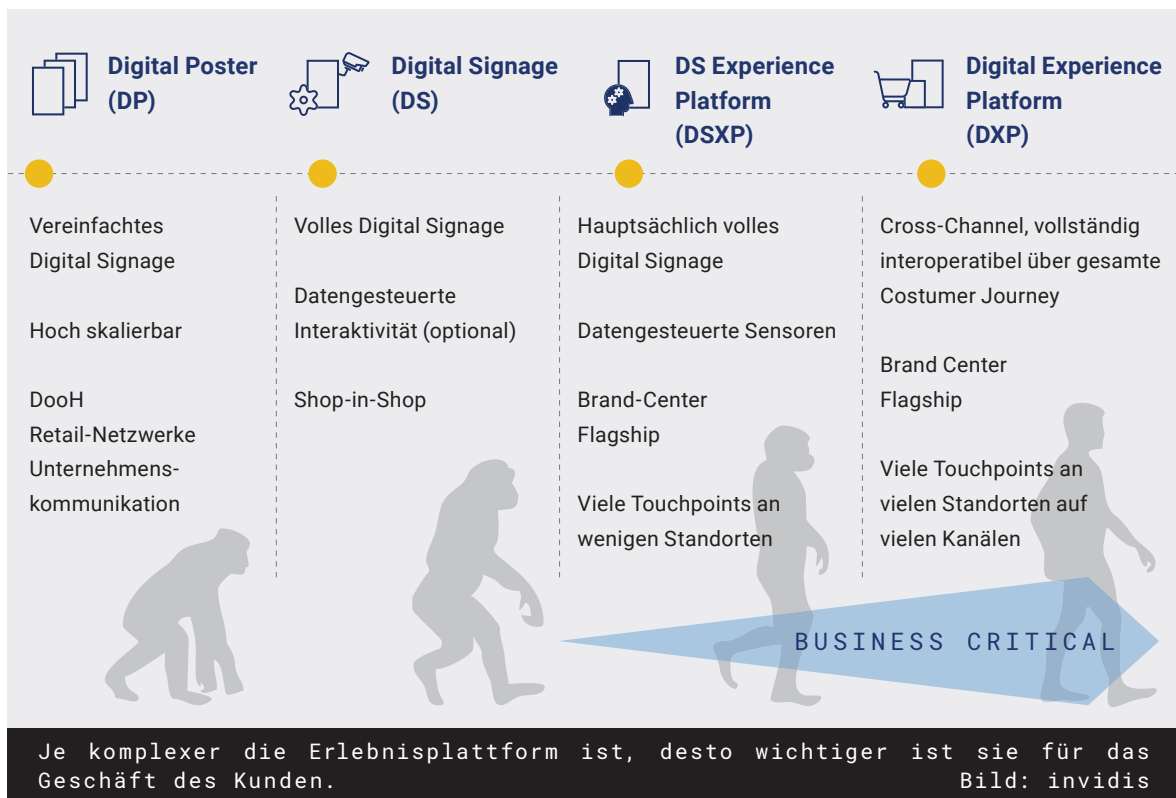 Digital Poster
(DP)
Digital Signage
(DS)
DS Experience
Platform
(DSXP)
Digital Experience
Platform
(DXP)
Vereinfachtes
Digital Signage
Hoch skalierbar
DooH
Retail-Netzwerke
Unternehmens-
kommunikation
Volles Digital Signage
Datengesteuerte
Interaktivität (optional)
Shop-in-Shop
Hauptsächlich volles
Digital Signage
Datengesteuerte Sensoren
Brand-Center
Flagship
Viele Touchpoints an
wenigen Standorten
Cross-Channel, vollständig
interoperatibel über gesamte
Costumer Journey
Brand Center
Flagship
Viele Touchpoints an
vielen Standorten auf
vielen Kanälen
BUSINESS CRITICAL
Je komplexer die Erlebnisplattform ist, desto wichtiger ist sie für das
Geschäft des Kunden. Bild: invidis